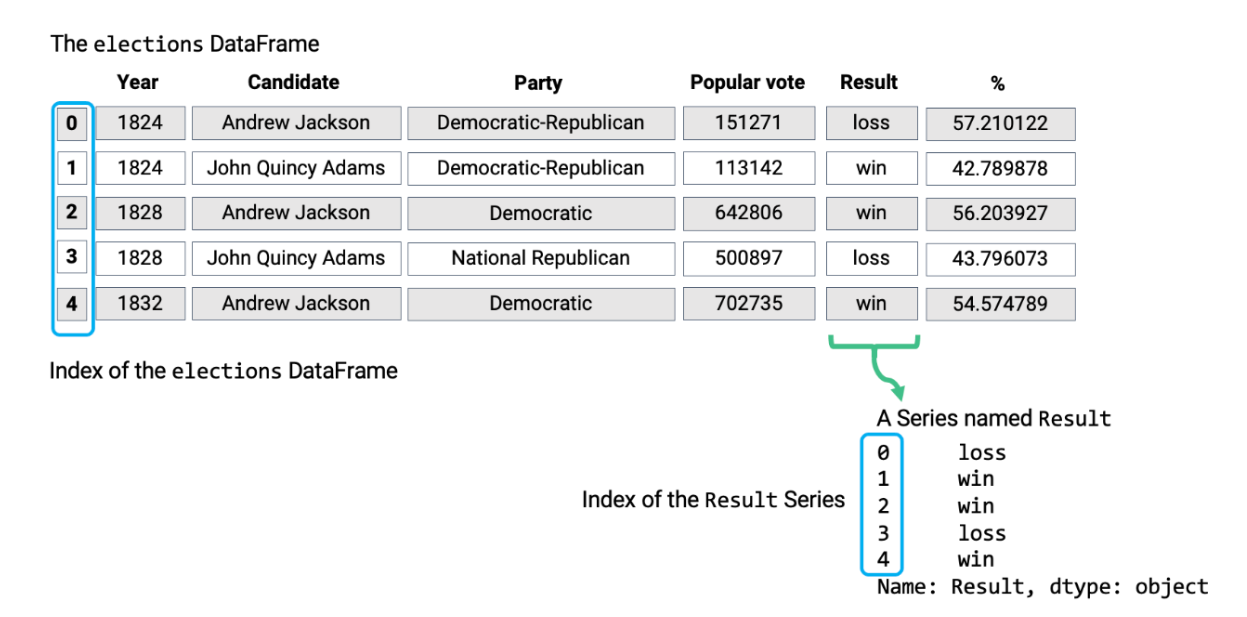 The elections DataFrame
Year Candidate Party Popular vote Result %
0 1824 Andrew Jackson Democratic-Republican 151271 loss 57.210122
1 1824 John Quincy Adams Democratic-Republican 113142 win 42.789878
2 1828 Andrew Jackson Democratic 642806 win 56.203927
3 1828 John Quincy Adams National Republican 500897 loss 43.796073
4 1832 Andrew Jackson Democratic 702735 win 54.574789
Index of the elections DataFrame
A Series named Result
0 loss
1 win
Index of the Result Series
2 win
3 loss
4 win
Name: Result, dtype: object